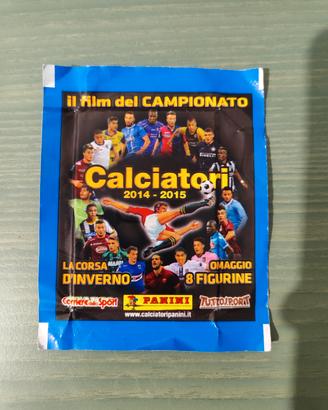 il film del CAMPIONATO
Calciatori
2014 - 2015
LA CORSA
D'INVERNO
OMAGGIO
8 FIGURINE
Corriere dello Sport
PANINI
TUTTOSPORT
www.calciatoripanini.it